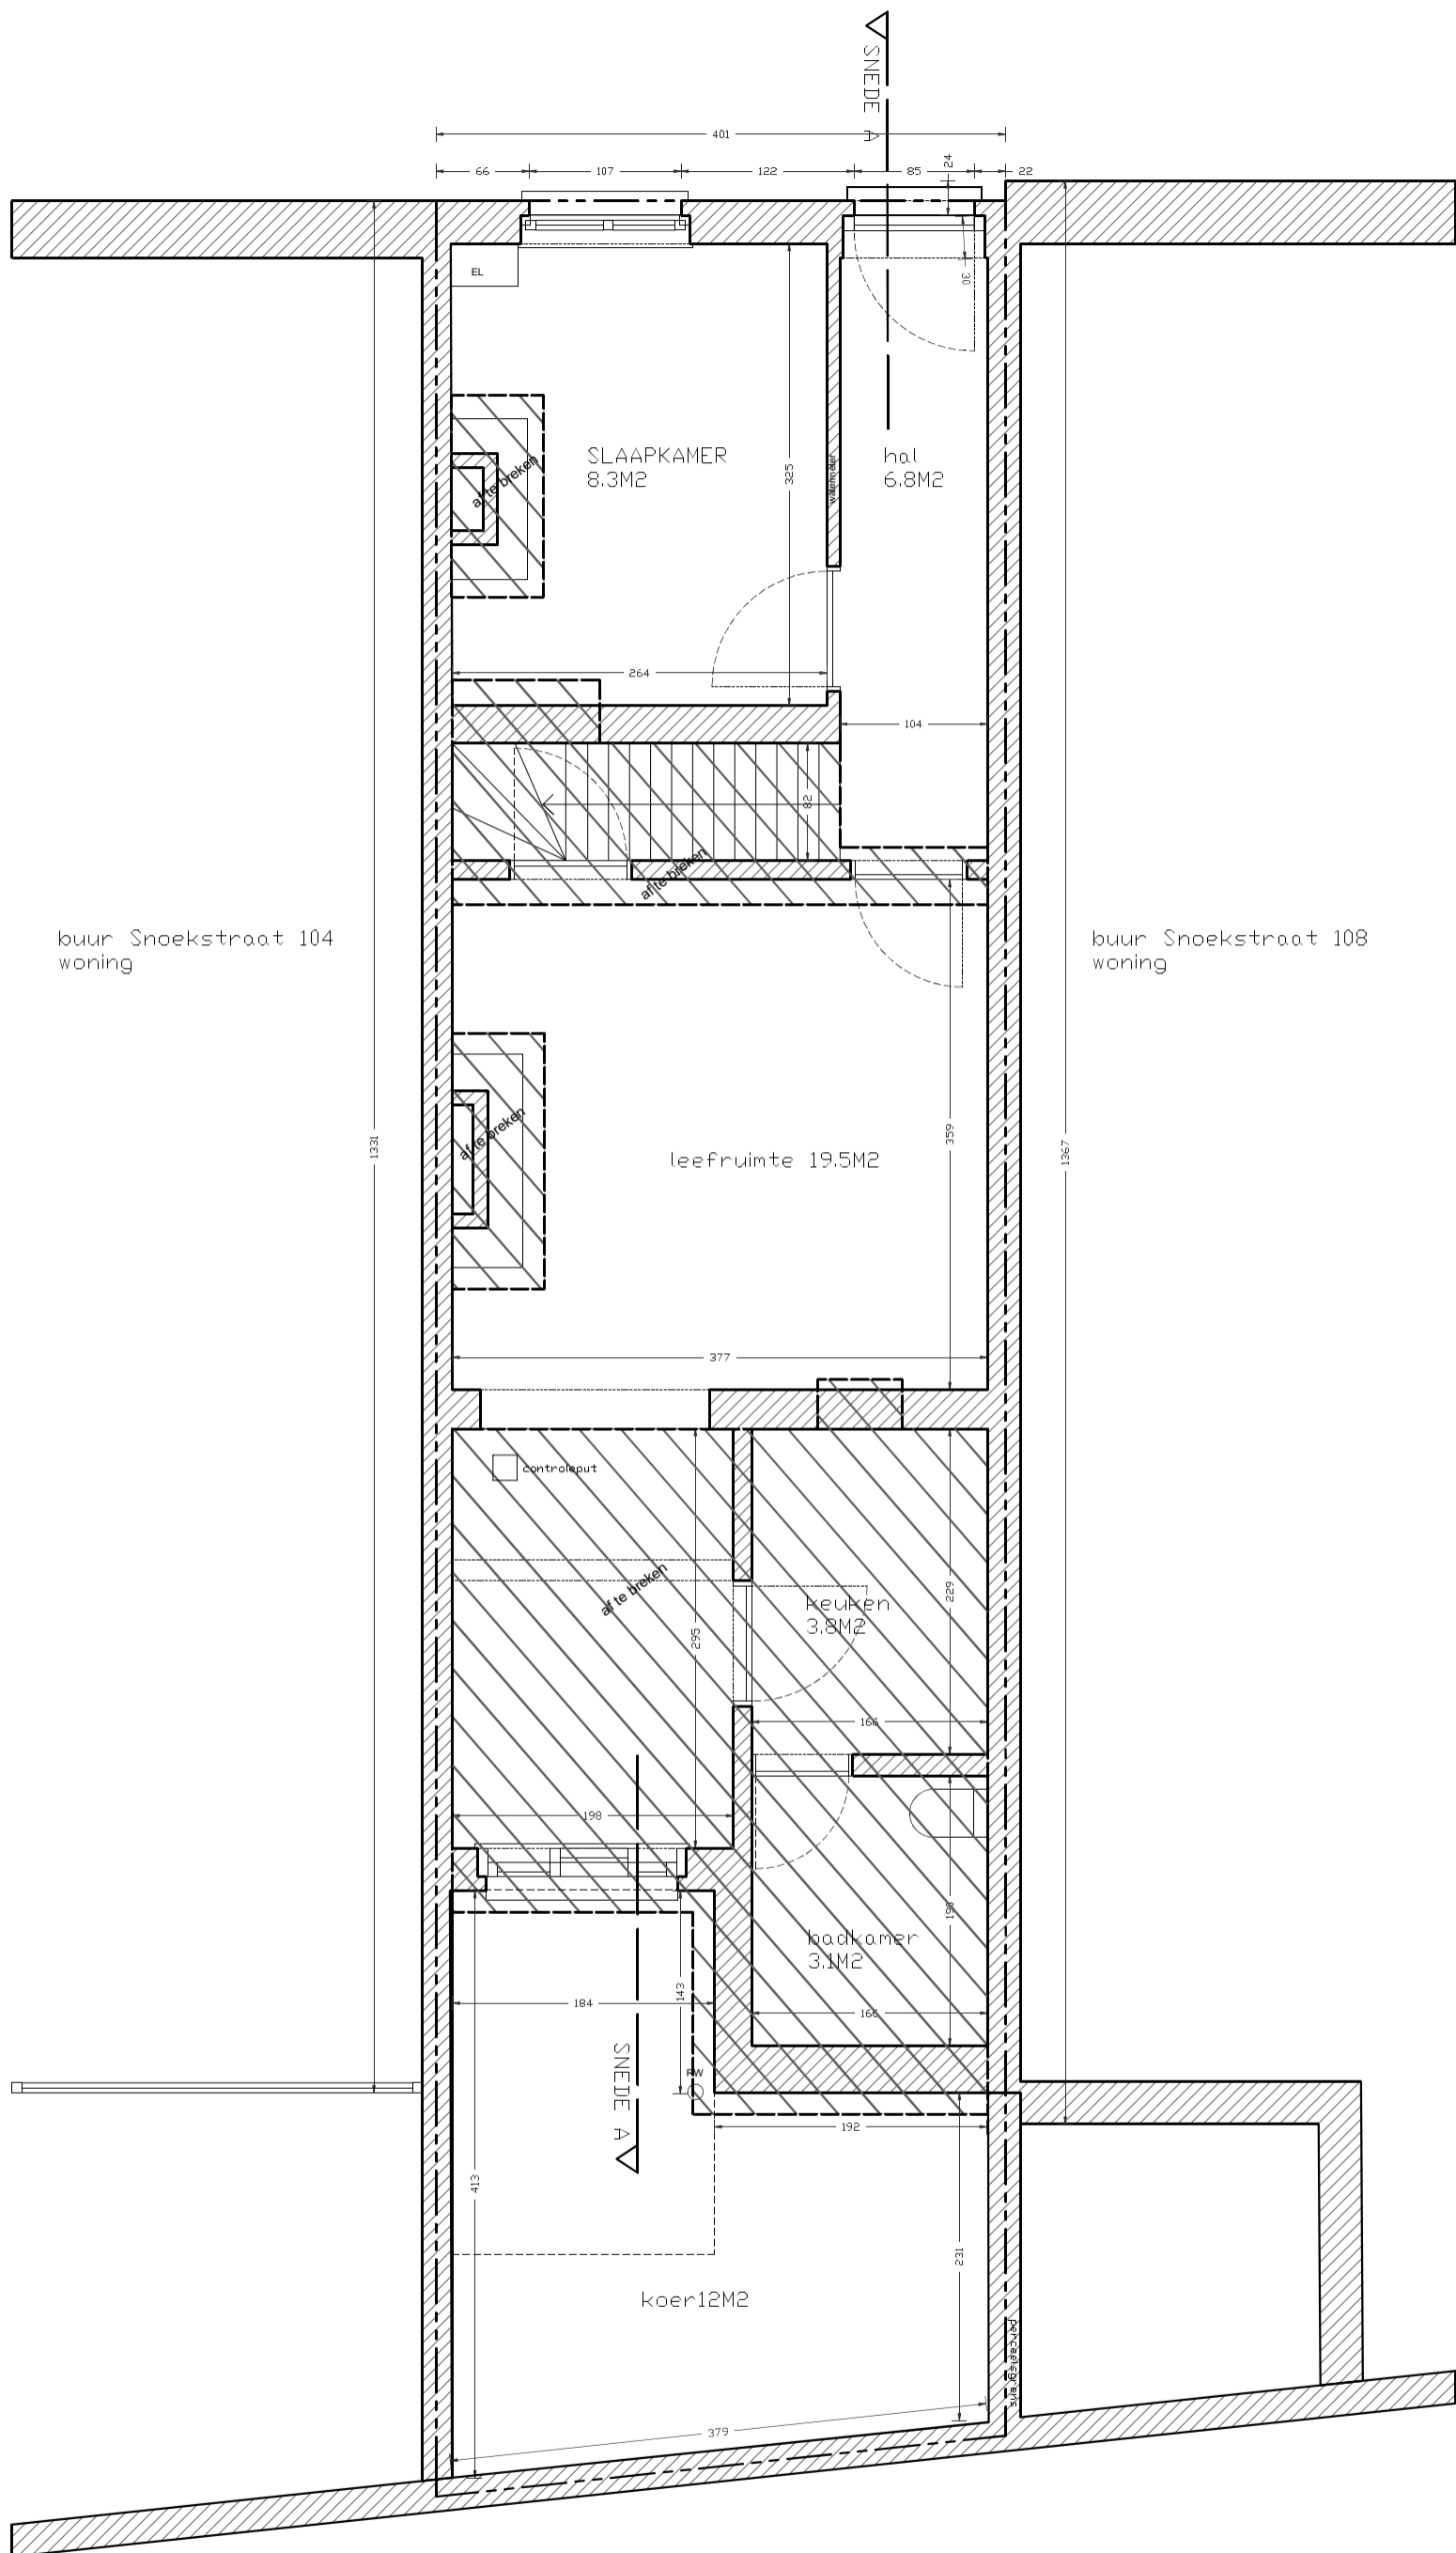 SNEDE A
401
66
107
122
85
24
22
EL
30
SLAAPKAMER
8.3M2
325
watermeter
hal
6.8M2
264
104
82
af te breken
af te breken
buur Snoekstraat 104
woning
buur Snoekstraat 108
woning
1331
359
1367
af te breken
leefruimte 19.5M2
377
controleput
295
af te breken
keuken
3.8M2
229
166
198
190
badkamer
3.1M2
184
143
166
SNEDE A
RW
192
413
231
koer12M2
perceelsgrens
379